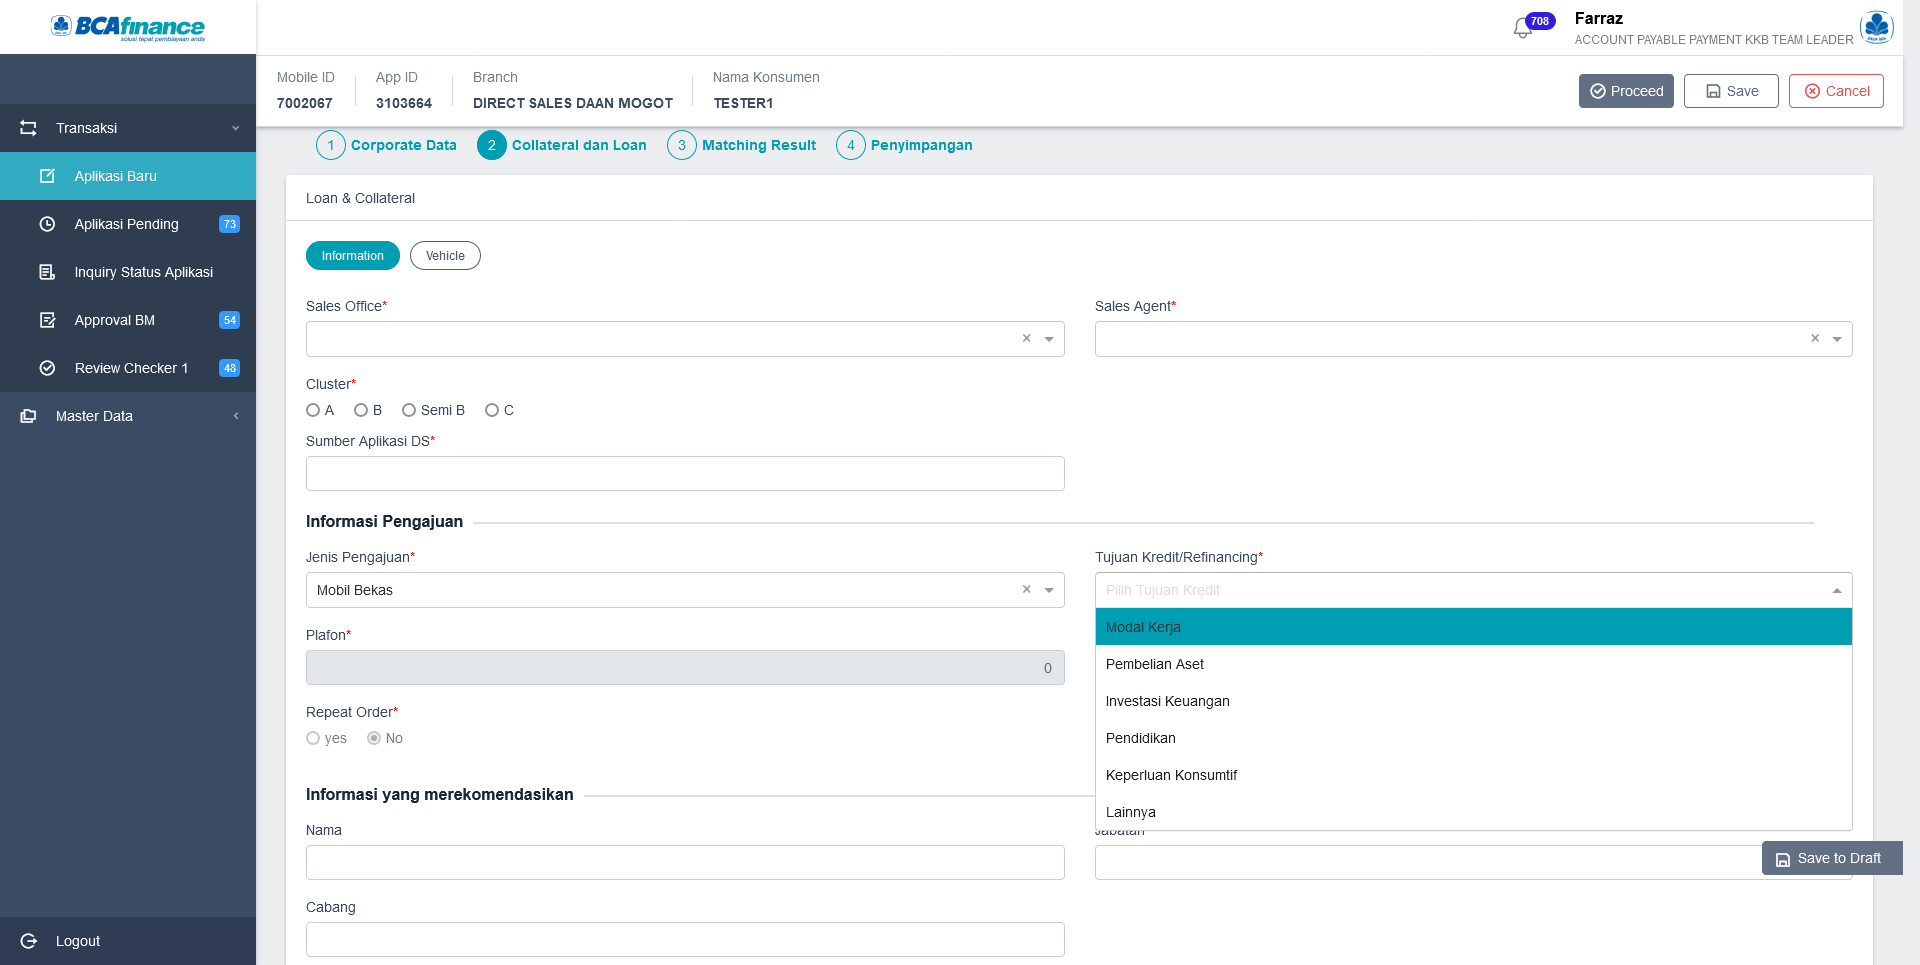 BCAfinance
solusi tepat pembiayaan anda
708
Farraz
ACCOUNT PAYABLE PAYMENT KKB TEAM LEADER
Mobile ID
7002067
App ID
3103664
Branch
DIRECT SALES DAAN MOGOT
Nama Konsumen
TESTER1
Proceed
Save
Cancel
Transaksi
Aplikasi Baru
Aplikasi Pending 73
Inquiry Status Aplikasi
Approval BM 54
Review Checker 1 48
Master Data
Logout
1 Corporate Data
2 Collateral dan Loan
3 Matching Result
4 Penyimpangan
Loan & Collateral
Information
Vehicle
Sales Office*
Sales Agent*
Cluster*
A B Semi B C
Sumber Aplikasi DS*
Informasi Pengajuan
Jenis Pengajuan*
Mobil Bekas
Tujuan Kredit/Refinancing*
Pilih Tujuan Kredit
Modal Kerja
Pembelian Aset
Investasi Keuangan
Pendidikan
Keperluan Konsumtif
Lainnya
Plafon*
0
Repeat Order*
yes No
Informasi yang merekomendasikan
Nama
Jabatan
Save to Draft
Cabang